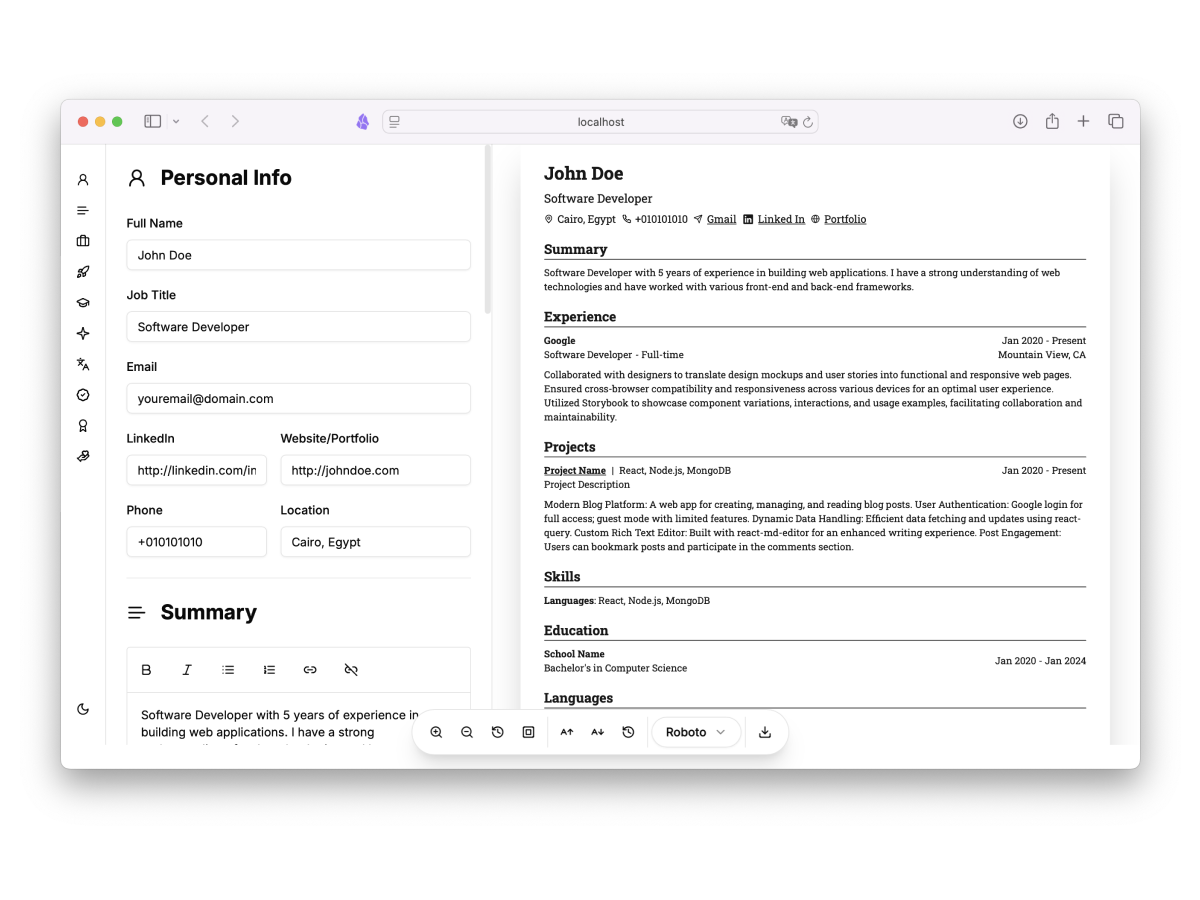 localhost
Personal Info
Full Name
John Doe
Job Title
Software Developer
Email
youremail@domain.com
LinkedIn
Website/Portfolio
http://linkedin.com/in
http://johndoe.com
Phone
Location
+010101010
Cairo, Egypt
Summary
Software Developer with 5 years of experience in
building web applications. I have a strong
John Doe
Software Developer
Cairo, Egypt +010101010 Gmail Linked In Portfolio
Summary
Software Developer with 5 years of experience in building web applications. I have a strong understanding of web
technologies and have worked with various front-end and back-end frameworks.
Experience
Google Jan 2020 - Present
Software Developer - Full-time Mountain View, CA
Collaborated with designers to translate design mockups and user stories into functional and responsive web pages.
Ensured cross-browser compatibility and responsiveness across various devices for an optimal user experience.
Utilized Storybook to showcase component variations, interactions, and usage examples, facilitating collaboration and
maintainability.
Projects
Project Name | React, Node.js, MongoDB Jan 2020 - Present
Project Description
Modern Blog Platform: A web app for creating, managing, and reading blog posts. User Authentication: Google login for
full access; guest mode with limited features. Dynamic Data Handling: Efficient data fetching and updates using react-
query. Custom Rich Text Editor: Built with react-md-editor for an enhanced writing experience. Post Engagement:
Users can bookmark posts and participate in the comments section.
Skills
Languages: React, Node.js, MongoDB
Education
School Name
Bachelor's in Computer Science Jan 2020 - Jan 2024
Languages
Roboto